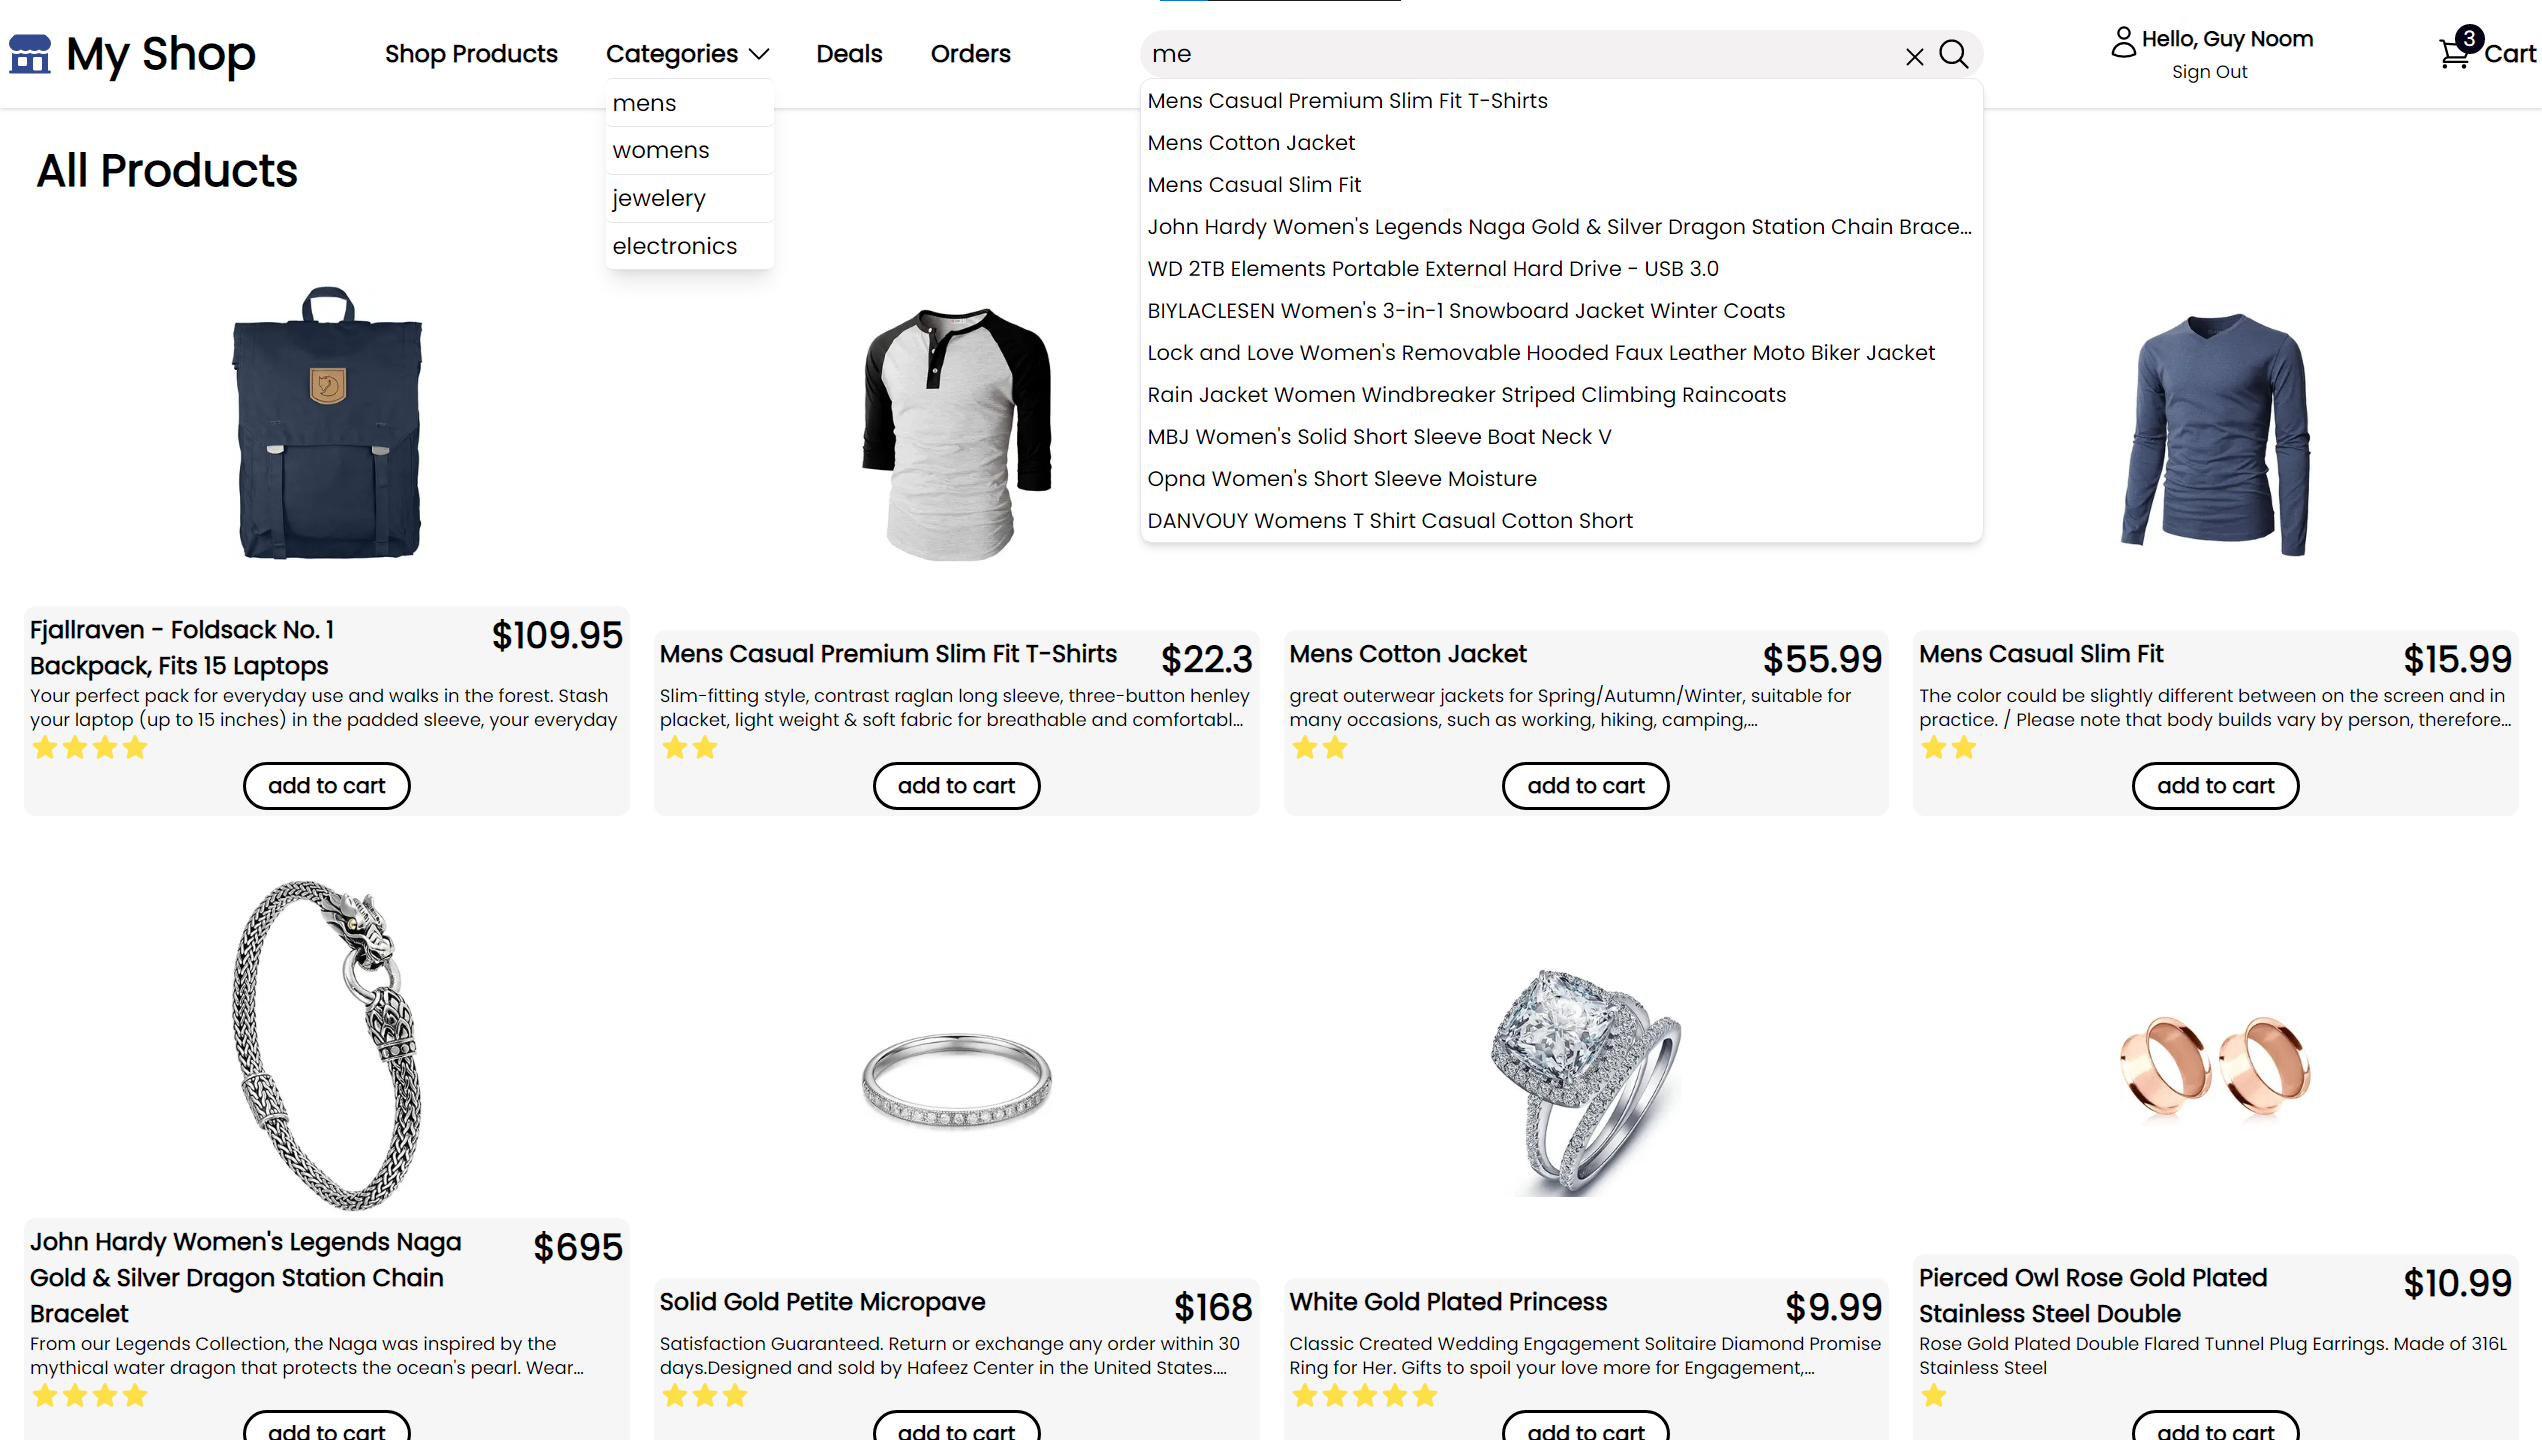 My Shop
Shop Products
Categories
Deals
Orders
me
Hello, Guy Noom
Sign Out
3
Cart
mens
womens
jewelery
electronics
Mens Casual Premium Slim Fit T-Shirts
Mens Cotton Jacket
Mens Casual Slim Fit
John Hardy Women's Legends Naga Gold & Silver Dragon Station Chain Brace...
WD 2TB Elements Portable External Hard Drive - USB 3.0
BIYLACLESEN Women's 3-in-1 Snowboard Jacket Winter Coats
Lock and Love Women's Removable Hooded Faux Leather Moto Biker Jacket
Rain Jacket Women Windbreaker Striped Climbing Raincoats
MBJ Women's Solid Short Sleeve Boat Neck V
Opna Women's Short Sleeve Moisture
DANVOUY Womens T Shirt Casual Cotton Short
All Products
Fjallraven - Foldsack No. 1
Backpack, Fits 15 Laptops
$109.95
Your perfect pack for everyday use and walks in the forest. Stash
your laptop (up to 15 inches) in the padded sleeve, your everyday
add to cart
Mens Casual Premium Slim Fit T-Shirts
$22.3
Slim-fitting style, contrast raglan long sleeve, three-button henley
placket, light weight & soft fabric for breathable and comfortabl...
add to cart
Mens Cotton Jacket
$55.99
great outerwear jackets for Spring/Autumn/Winter, suitable for
many occasions, such as working, hiking, camping,...
add to cart
Mens Casual Slim Fit
$15.99
The color could be slightly different between on the screen and in
practice. / Please note that body builds vary by person, therefore...
add to cart
John Hardy Women's Legends Naga
Gold & Silver Dragon Station Chain
Bracelet
$695
From our Legends Collection, the Naga was inspired by the
mythical water dragon that protects the ocean's pearl. Wear...
add to cart
Solid Gold Petite Micropave
$168
Satisfaction Guaranteed. Return or exchange any order within 30
days.Designed and sold by Hafeez Center in the United States....
add to cart
White Gold Plated Princess
$9.99
Classic Created Wedding Engagement Solitaire Diamond Promise
Ring for Her. Gifts to spoil your love more for Engagement,...
add to cart
Pierced Owl Rose Gold Plated
Stainless Steel Double
$10.99
Rose Gold Plated Double Flared Tunnel Plug Earrings. Made of 316L
Stainless Steel
add to cart